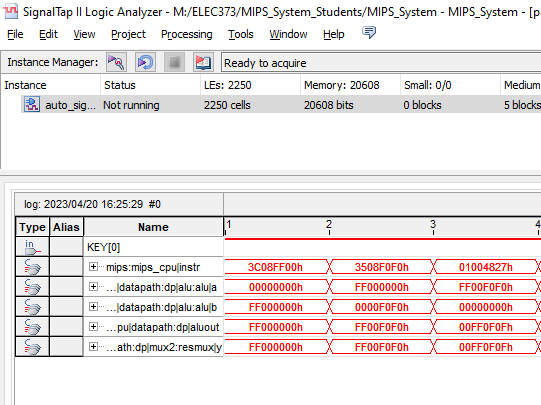 SignalTap II Logic Analyzer - M:/ELEC373/MIPS_System_Students/MIPS_System - MIPS_System - [pa
File Edit View Project Processing Tools Window Help
Instance Manager: Ready to acquire
Instance Status LEs: 2250 Memory: 20608 Small: 0/0 Medium
auto_sig... Not running 2250 cells 20608 bits 0 blocks 5 blocks
log: 2023/04/20 16:25:29 #0
Type Alias Name 1 2 3 4
KEY[0]
mips:mips_cpu|instr 3C08FF00h 3508F0F0h 01004827h
...|datapath:dp|alu:alu|a 00000000h FF000000h FF00F0F0h
...|datapath:dp|alu:alu|b FF000000h 0000F0F0h 00000000h
...pu|datapath:dp|aluout FF000000h FF00F0F0h 00FF0F0Fh
...ath:dp|mux2:resmux|y FF000000h FF00F0F0h 00FF0F0Fh